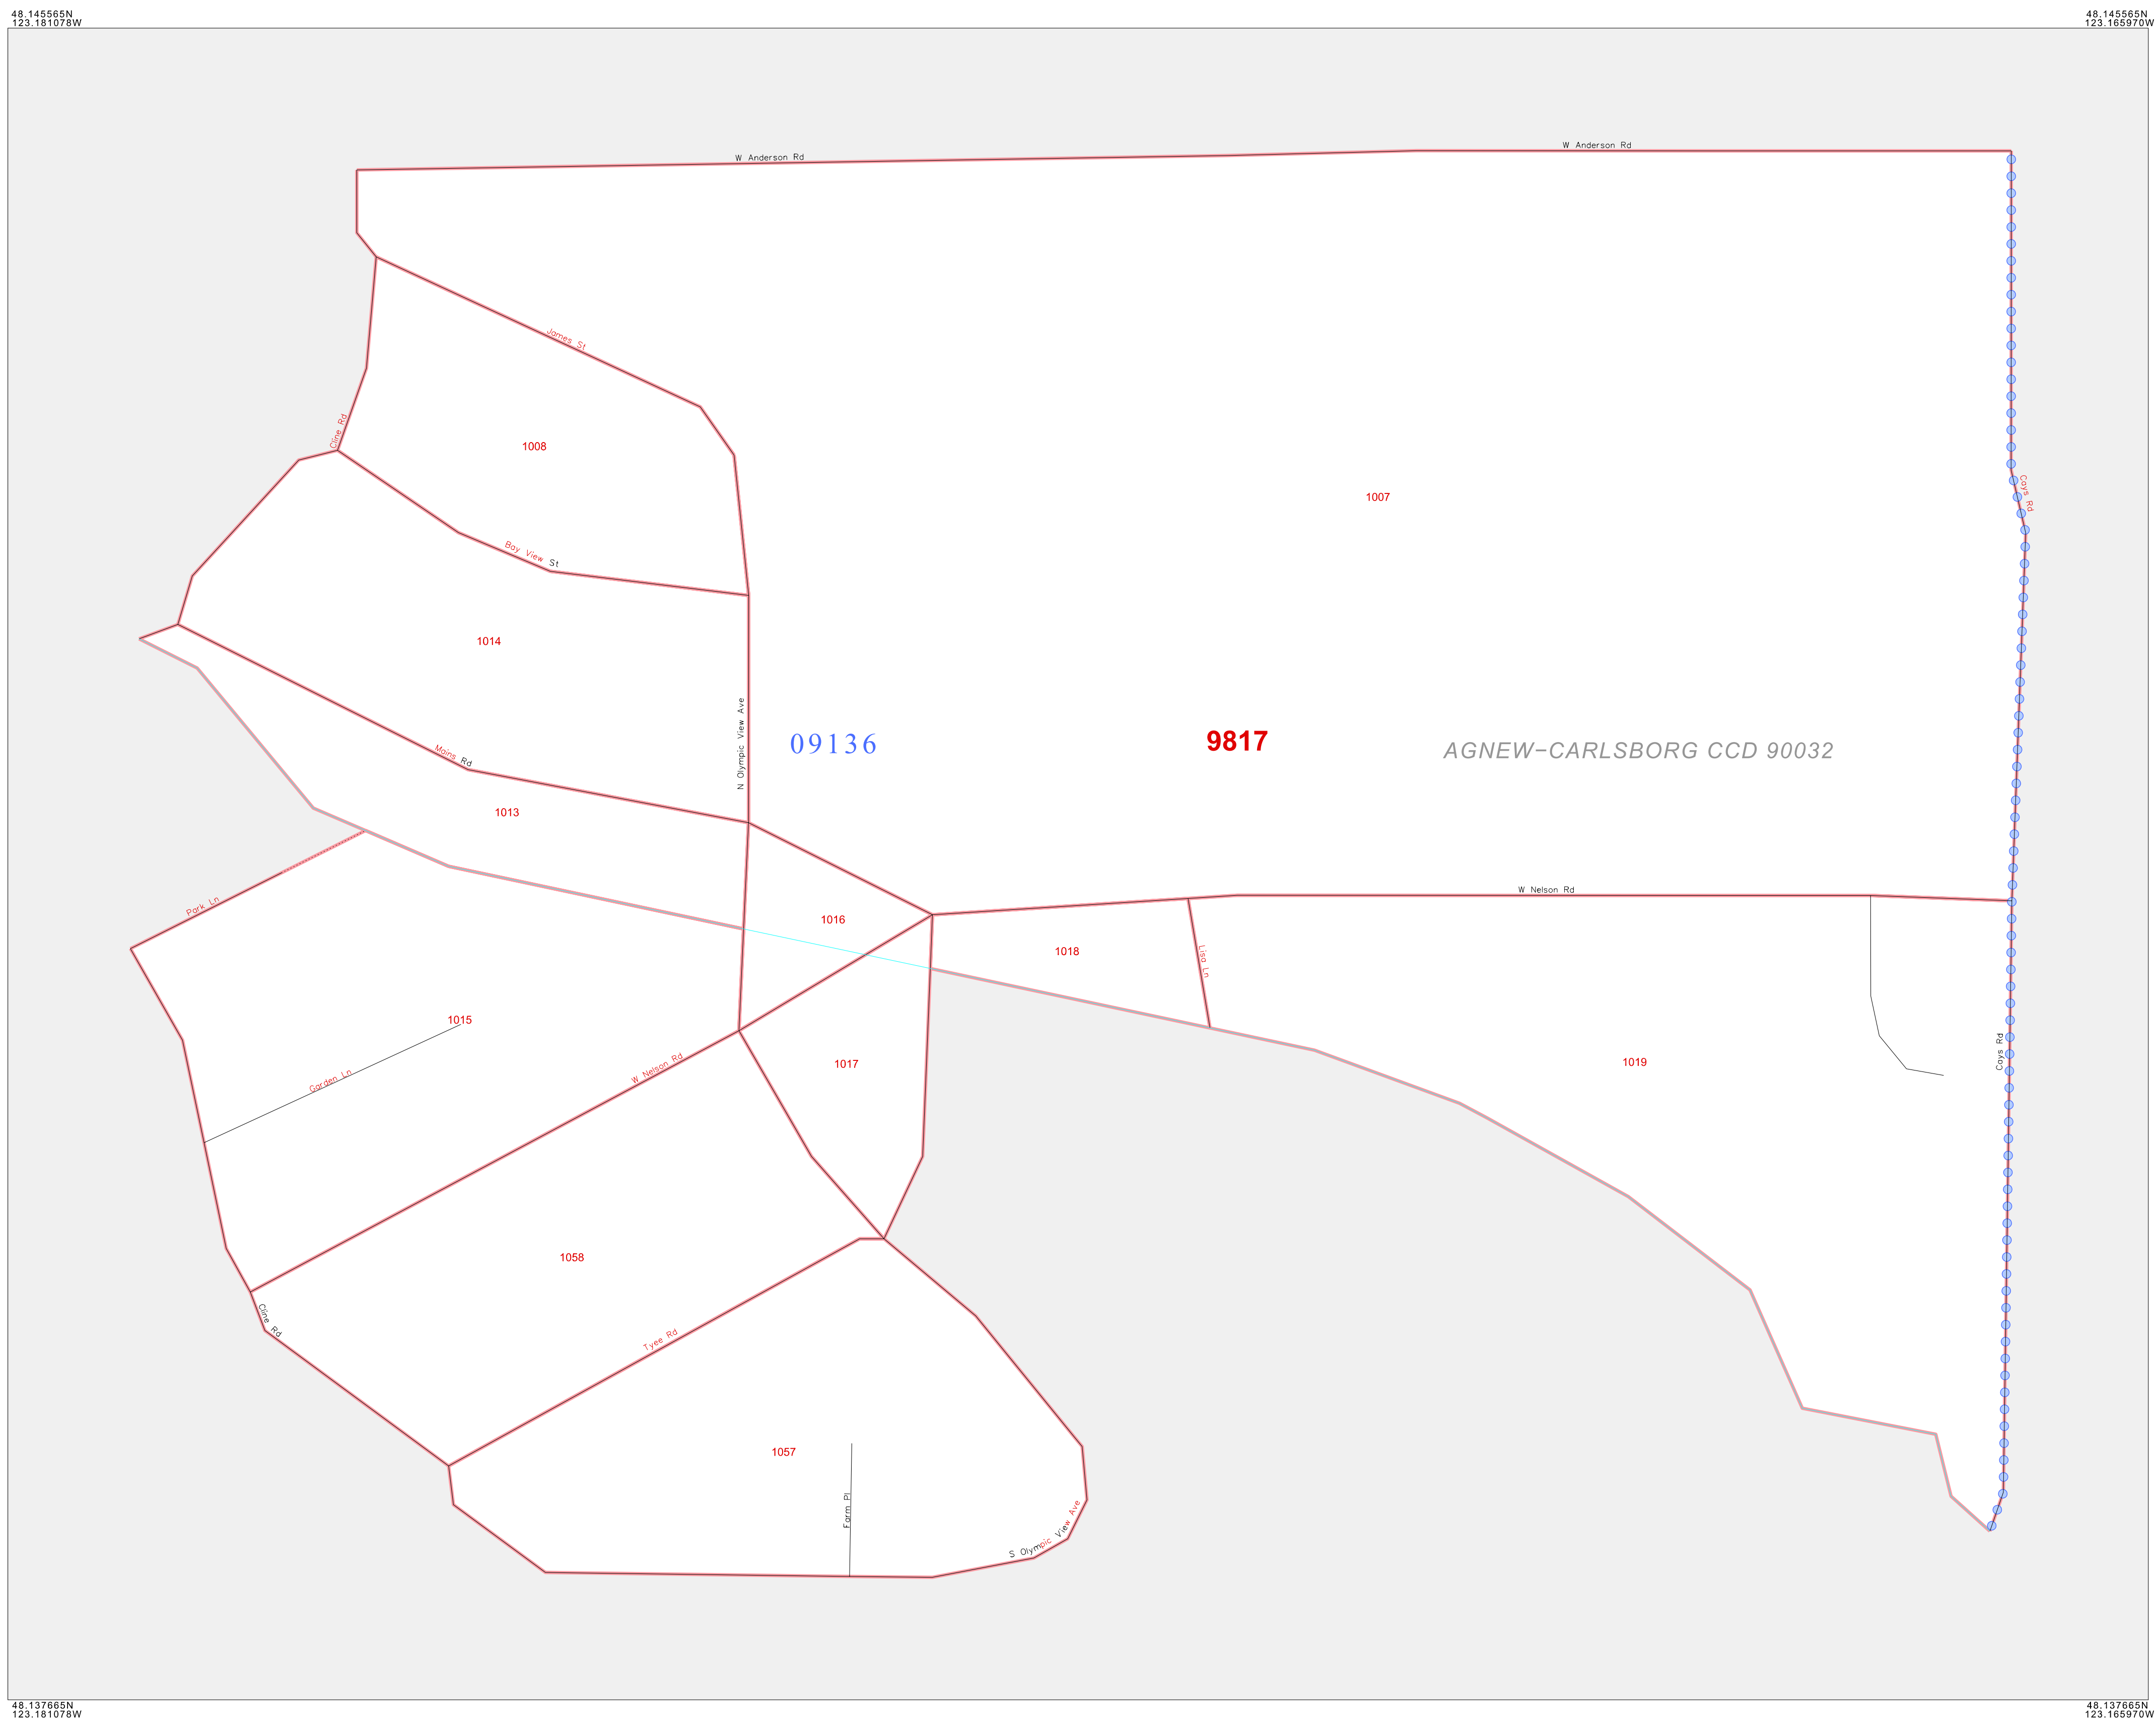 48.145565N
123.181078W
48.145565N
123.165970W
W Anderson Rd
W Anderson Rd
James St
Cline Rd
1008
1007
Cays Rd
Bay View St
1014
N Olympic View Ave
09136
9817
AGNEW-CARLSBORG CCD 90032
Mains Rd
1013
W Nelson Rd
Park Ln
1016
1018
Lisa Ln
1015
Cays Rd
1017
1019
Garden Ln
W Nelson Rd
1058
Cline Rd
Tyee Rd
1057
Farm Pl
S Olympic View Ave
48.137665N
123.181078W
48.137665N
123.165970W